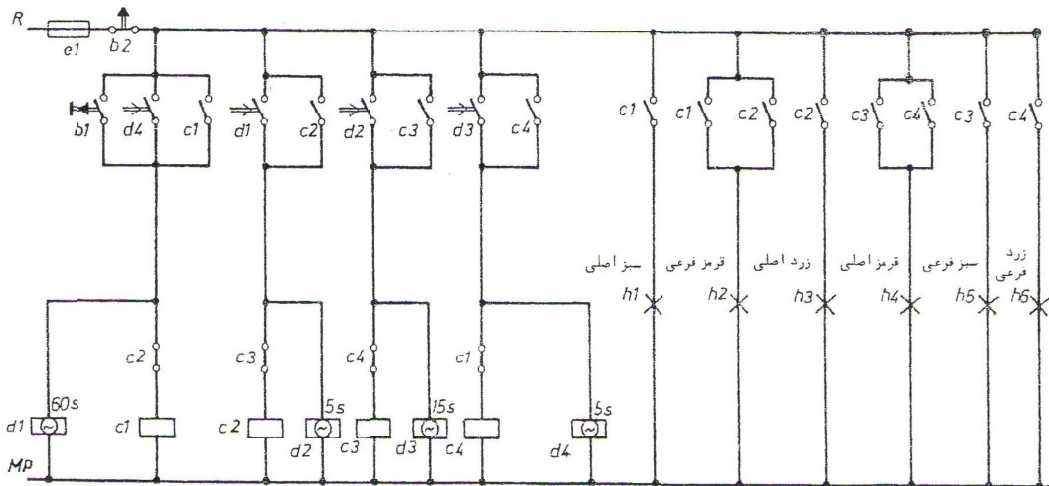 R
e1
b2
b1
d4
c1
d1
c2
d2
c3
d3
c4
c1
c1
c2
c2
c3
c4
c3
c4
سبز اصلی
قرمز فرعی
زرد اصلی
قرمز اصلی
سبز فرعی
زرد
فرعی
h1
h2
h3
h4
h5
h6
c2
c3
c4
c1
60s
5s
15s
5s
d1
c1
c2
d2
c3
d3
c4
d4
MP